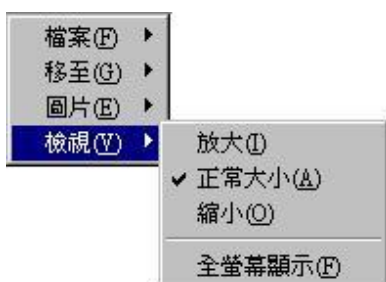 檔案(F)
移至(G)
圖片(E)
檢視(V)
放大(I)
正常大小(A)
縮小(O)
全螢幕顯示(F)